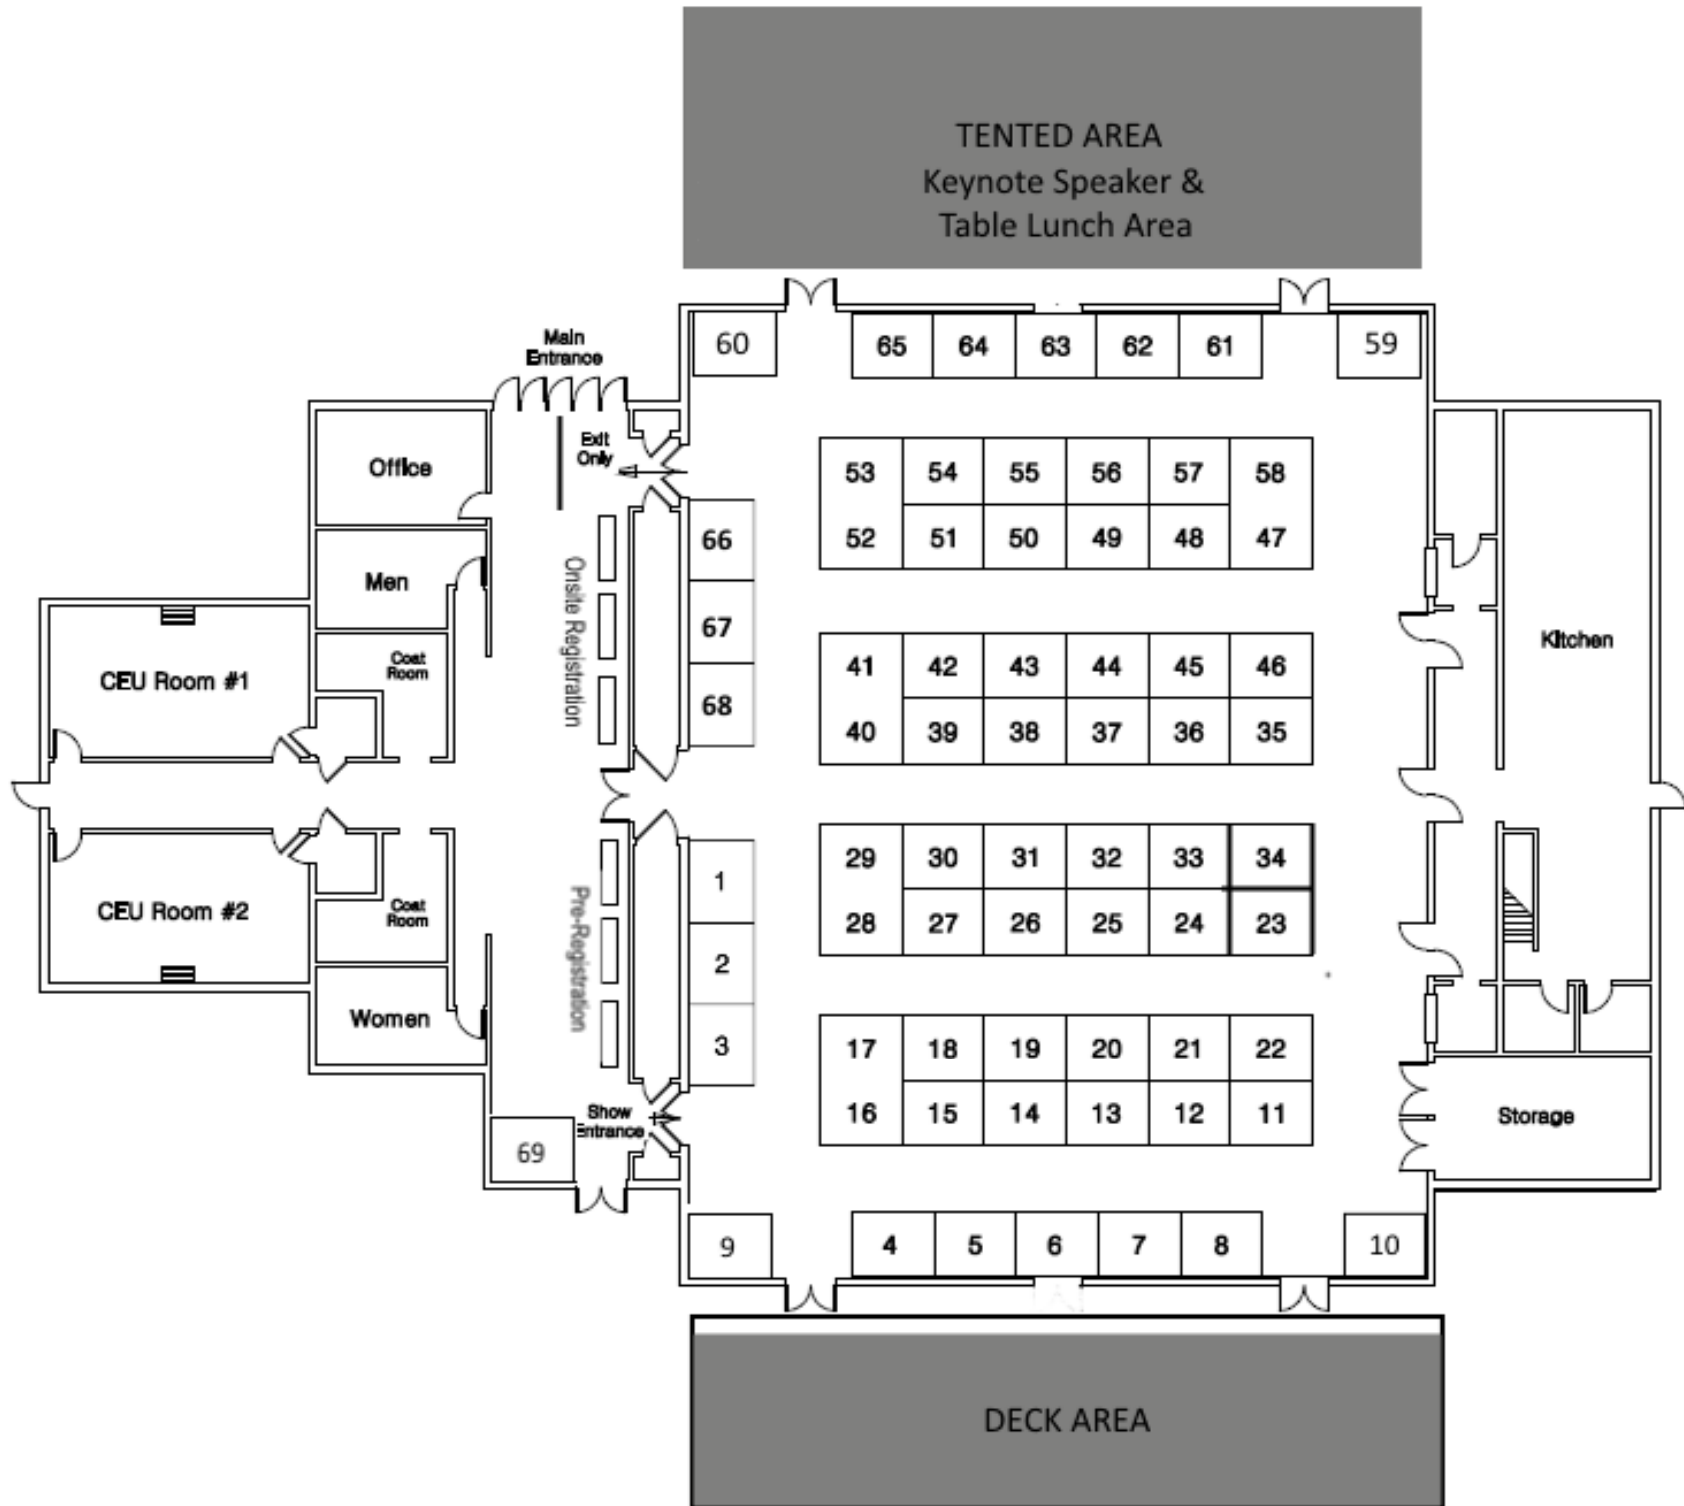 TENTED AREA
Keynote Speaker &
Table Lunch Area
Main
Entrance
60
65 64 63 62 61
59
Exit
Only
Office
53 54 55 56 57 58
52 51 50 49 48 47
66
67
68
Men
Onsite Registration
Coat
Room
CEU Room #1
41 42 43 44 45 46
40 39 38 37 36 35
Kitchen
29 30 31 32 33 34
28 27 26 25 24 23
1
2
3
CEU Room #2
Coat
Room
Pre-Registration
Women
17 18 19 20 21 22
16 15 14 13 12 11
Show
Entrance
Storage
69
9
4 5 6 7 8
10
DECK AREA